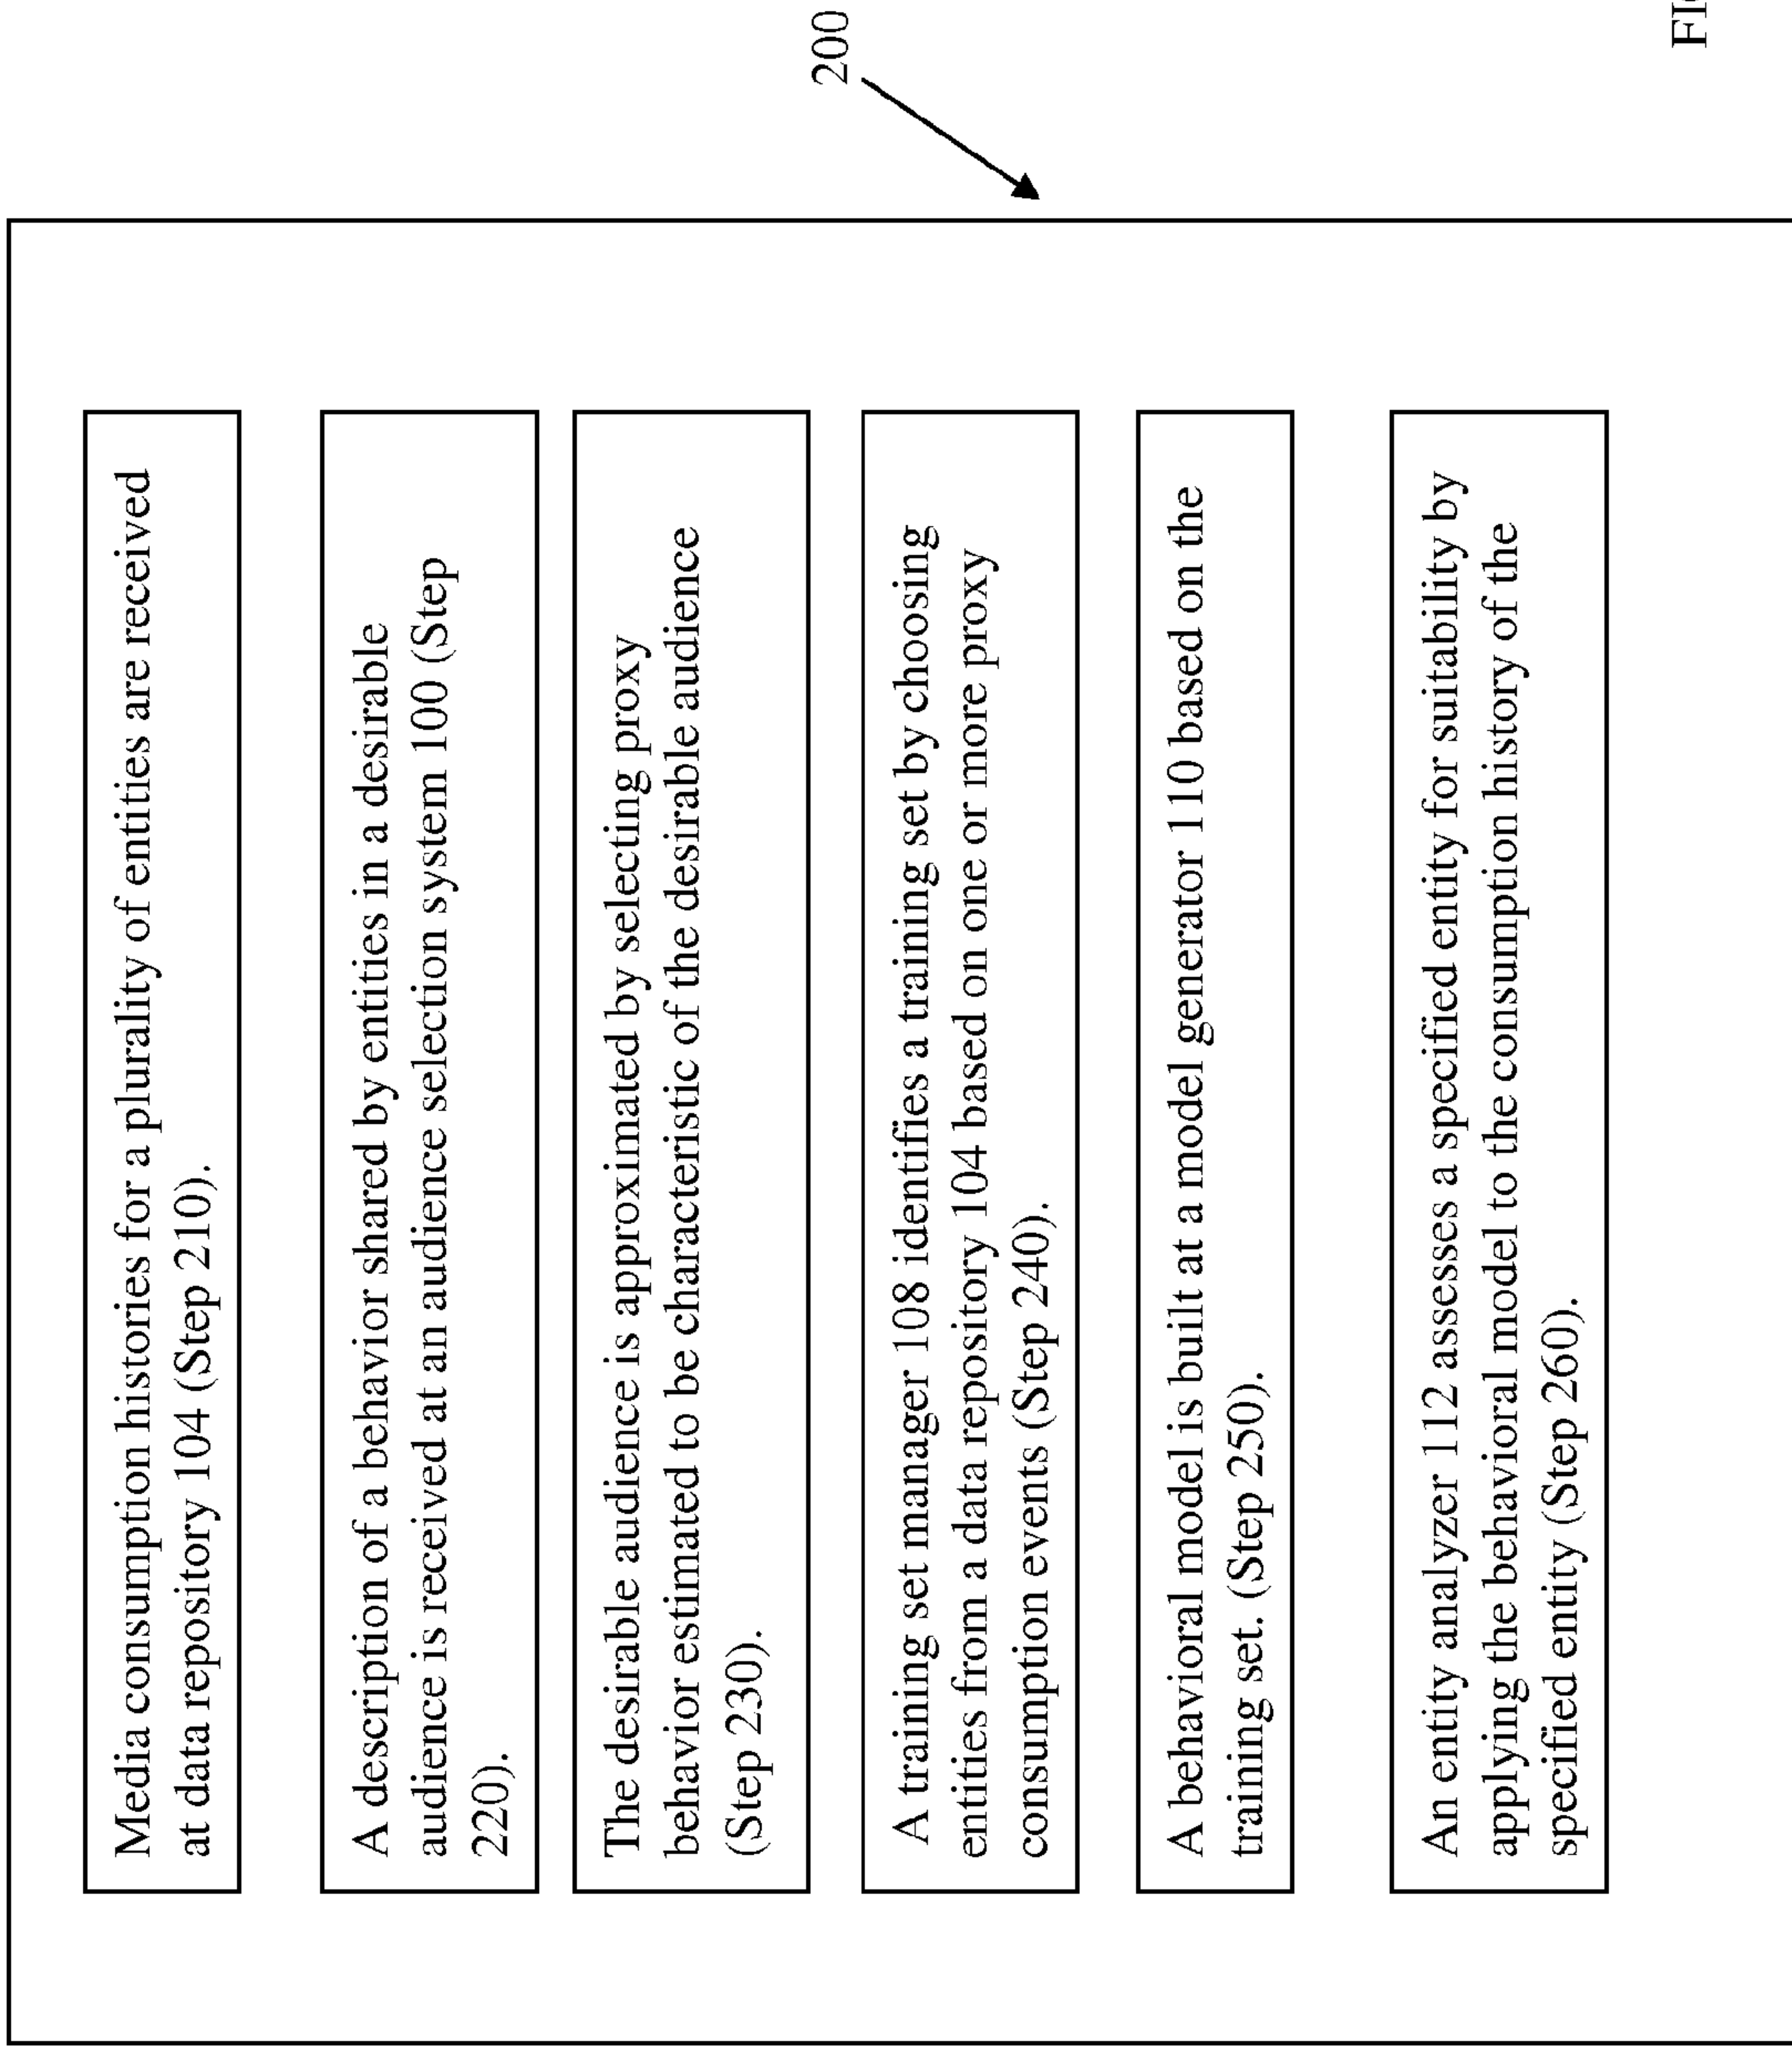 Media consumption histories for a plurality of entities are received
at data repository 104 (Step 210).
A description of a behavior shared by entities in a desirable
audience is received at an audience selection system 100 (Step
220).
The desirable audience is approximated by selecting proxy
behavior estimated to be characteristic of the desirable audience
(Step 230).
A training set manager 108 identifies a training set by choosing
entities from a data repository 104 based on one or more proxy
consumption events (Step 240).
A behavioral model is built at a model generator 110 based on the
training set. (Step 250).
An entity analyzer 112 assesses a specified entity for suitability by
applying the behavioral model to the consumption history of the
specified entity (Step 260).
200